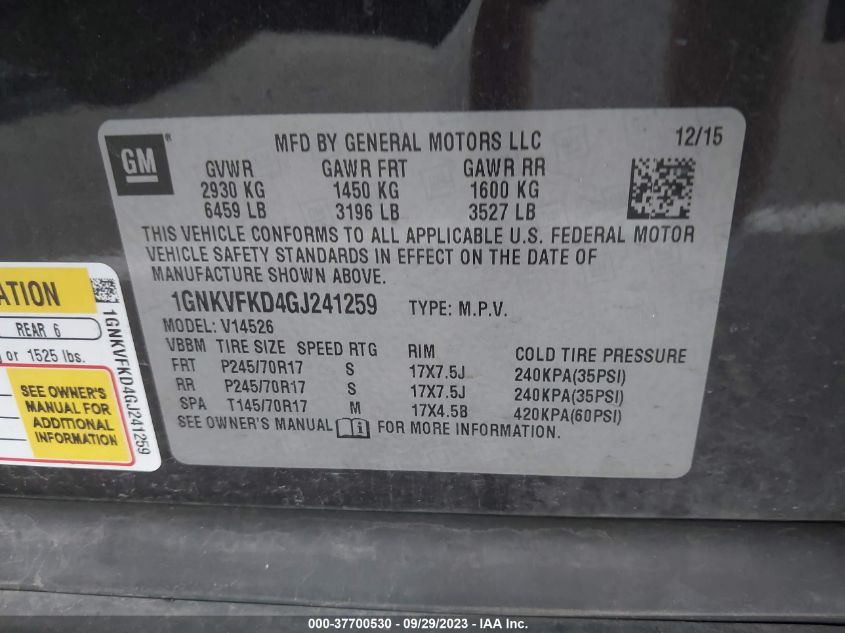 GM®
MFD BY GENERAL MOTORS LLC 12/15
GVWR GAWR FRT GAWR RR
2930 KG 1450 KG 1600 KG
6459 LB 3196 LB 3527 LB
THIS VEHICLE CONFORMS TO ALL APPLICABLE U.S. FEDERAL MOTOR
VEHICLE SAFETY STANDARDS IN EFFECT ON THE DATE OF
MANUFACTURE SHOWN ABOVE.
1GNKVFKD4GJ241259 TYPE: M.P.V.
MODEL: V14526
VBBM TIRE SIZE SPEED RTG RIM COLD TIRE PRESSURE
FRT P245/70R17 S 17X7.5J 240KPA(35PSI)
RR P245/70R17 S 17X7.5J 240KPA(35PSI)
SPA T145/70R17 M 17X4.5B 420KPA(60PSI)
SEE OWNER'S MANUAL FOR MORE INFORMATION.
ATION
REAR 6
or 1525 lbs.
SEE OWNER'S
MANUAL FOR
ADDITIONAL
INFORMATION
1GNKVFKD4GJ241259
000-37700530 - 09/29/2023 - IAA Inc.